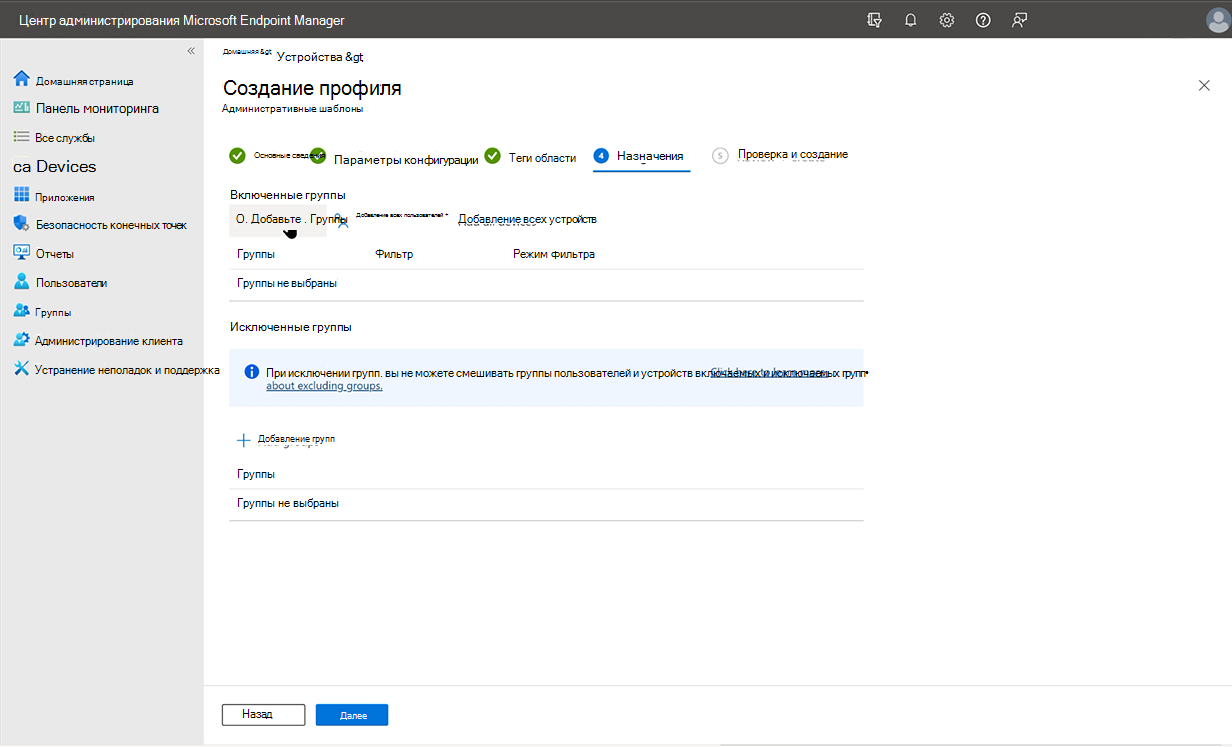 Центр администрирования Microsoft Endpoint Manager
«
Домашняя &gt; Устройства &gt;
Создание профиля
Административные шаблоны
Домашняя страница
Панель мониторинга
Все службы
ca Devices
Приложения
Безопасность конечных точек
Отчеты
Пользователи
Группы
Администрирование клиента
Устранение неполадок и поддержка
Основные сведения
Параметры конфигурации
Теги области
4 Назначения
5 Проверка и создание
Включенные группы
О. Добавьте . Группы
Добавление всех пользователей *
Добавление всех устройств
Группы Фильтр Режим фильтра
Группы не выбраны
Исключенные группы
При исключении групп. вы не можете смешивать группы пользователей и устройств включаемых и исключаемых групп•
about excluding groups.
Добавление групп
Группы
Группы не выбраны
Назад Далее